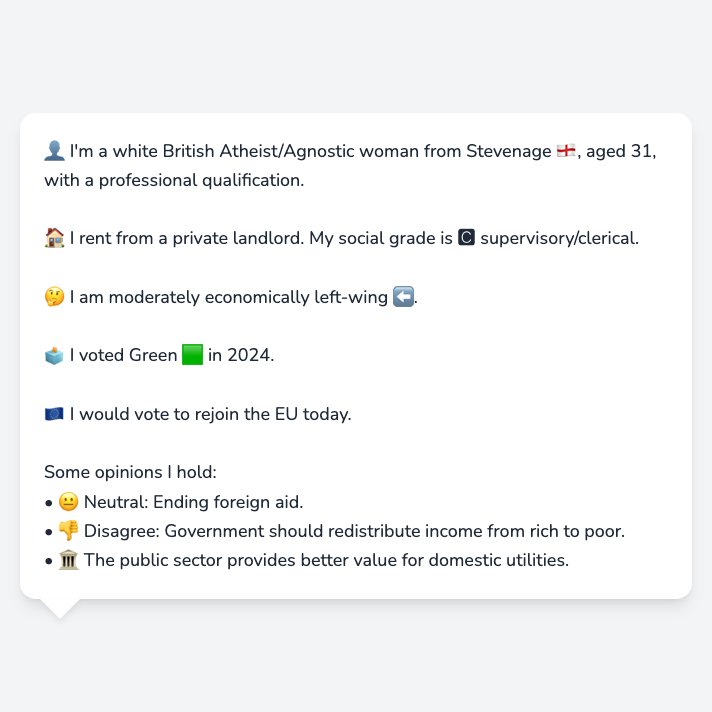 👤 I'm a white British Atheist/Agnostic woman from Stevenage 🏴󠁧󠁢󠁥󠁮󠁧󠁿, aged 31,
with a professional qualification.
🏠 I rent from a private landlord. My social grade is 🅲 supervisory/clerical.
🤔 I am moderately economically left-wing ⬅️.
🗳️ I voted Green 🟩 in 2024.
🇪🇺 I would vote to rejoin the EU today.
Some opinions I hold:
• 😐 Neutral: Ending foreign aid.
• 👎 Disagree: Government should redistribute income from rich to poor.
• 🏛️ The public sector provides better value for domestic utilities.